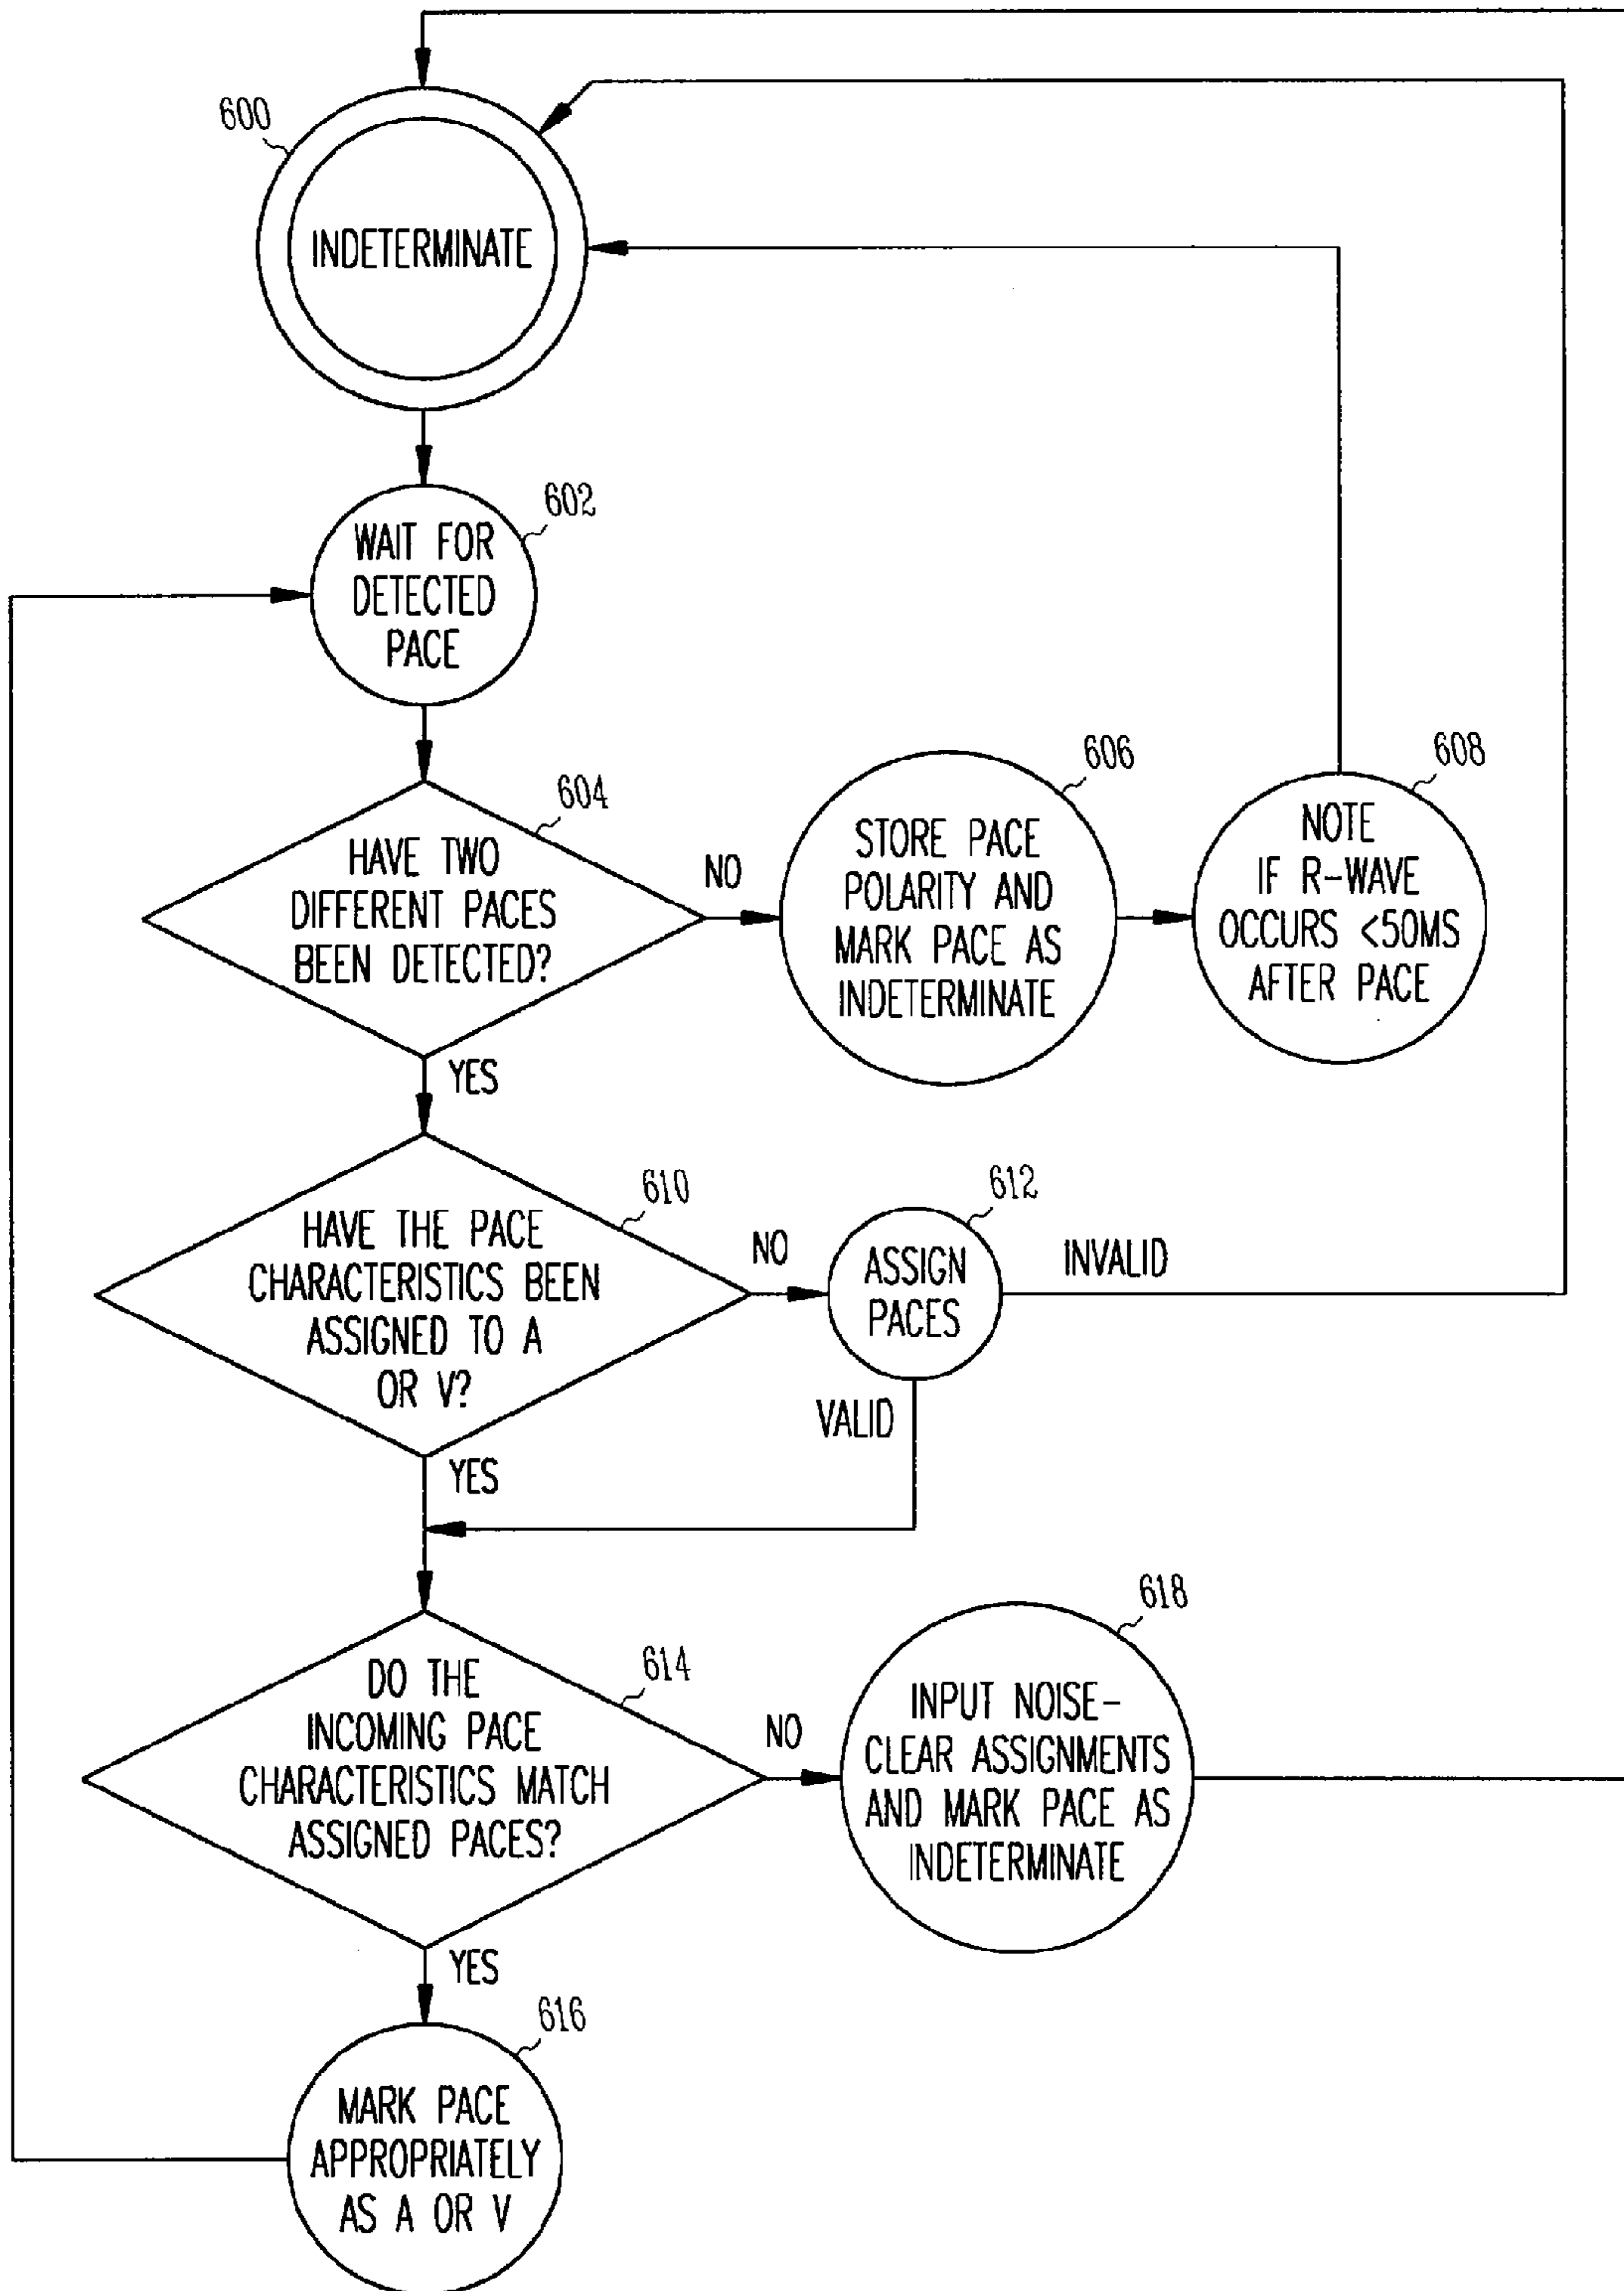 600
INDETERMINATE
602
WAIT FOR
DETECTED
PACE
604
HAVE TWO
DIFFERENT PACES
BEEN DETECTED?
NO
YES
606
STORE PACE
POLARITY AND
MARK PACE AS
INDETERMINATE
608
NOTE
IF R-WAVE
OCCURS <50MS
AFTER PACE
610
HAVE THE PACE
CHARACTERISTICS BEEN
ASSIGNED TO A
OR V?
NO
YES
612
ASSIGN
PACES
INVALID
VALID
614
DO THE
INCOMING PACE
CHARACTERISTICS MATCH
ASSIGNED PACES?
NO
YES
618
INPUT NOISE-
CLEAR ASSIGNMENTS
AND MARK PACE AS
INDETERMINATE
616
MARK PACE
APPROPRIATELY
AS A OR V